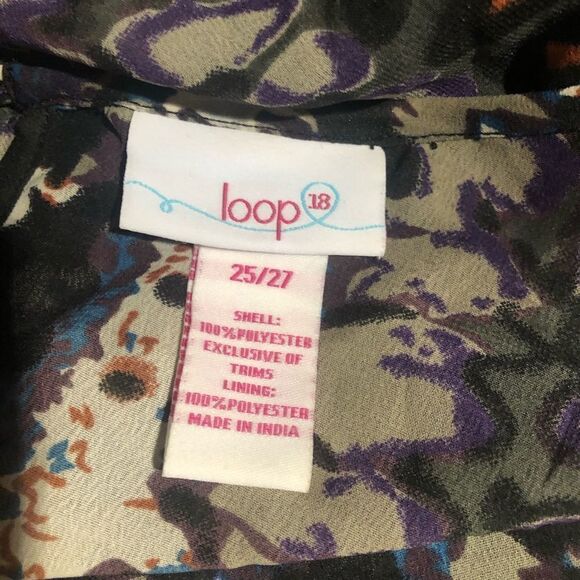 loop 18
25/27
SHELL:
100%POLYESTER
EXCLUSIVE OF
TRIMS
LINING:
100%POLYESTER
MADE IN INDIA